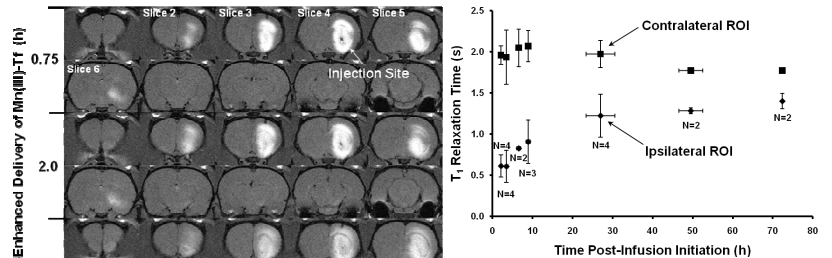 Enhanced Delivery of Mn(III)-Tf (h)
0.75
2.0
Slice 2
Slice 3
Slice 4
Slice 5
Slice 6
Injection Site
T1 Relaxation Time (s)
2.5
2.0
1.5
1.0
0.5
0.0
Contralateral ROI
Ipsilateral ROI
N=4
N=4
N=2
N=3
N=4
N=2
N=2
0 10 20 30 40 50 60 70 80
Time Post-Infusion Initiation (h)